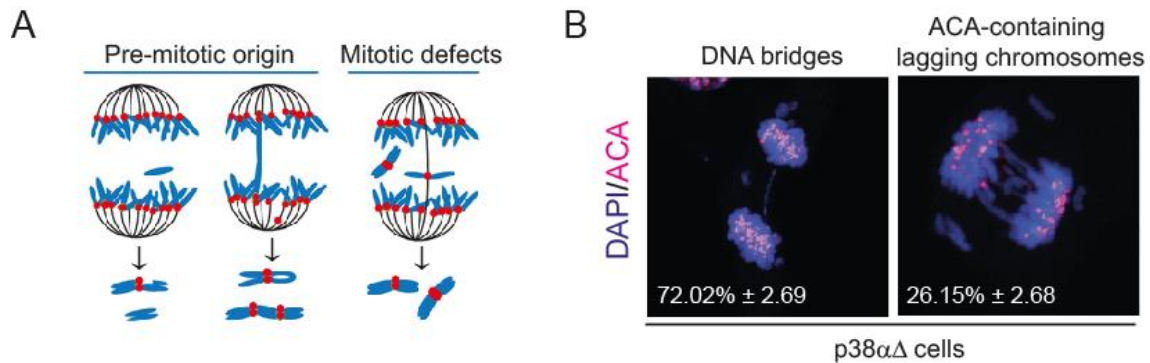 A
Pre-mitotic origin
Mitotic defects
B
DNA bridges
ACA-containing
lagging chromosomes
DAPI/ACA
72.02% ± 2.69
26.15% ± 2.68
p38αΔ cells